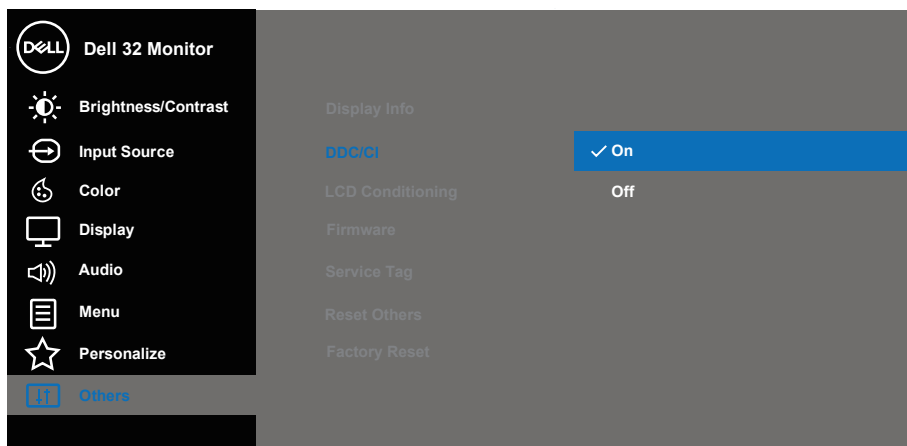 DELL
Dell 32 Monitor
Brightness/Contrast
Input Source
Color
Display
Audio
Menu
Personalize
Others
Display Info
DDC/CI
LCD Conditioning
Firmware
Service Tag
Reset Others
Factory Reset
On
Off